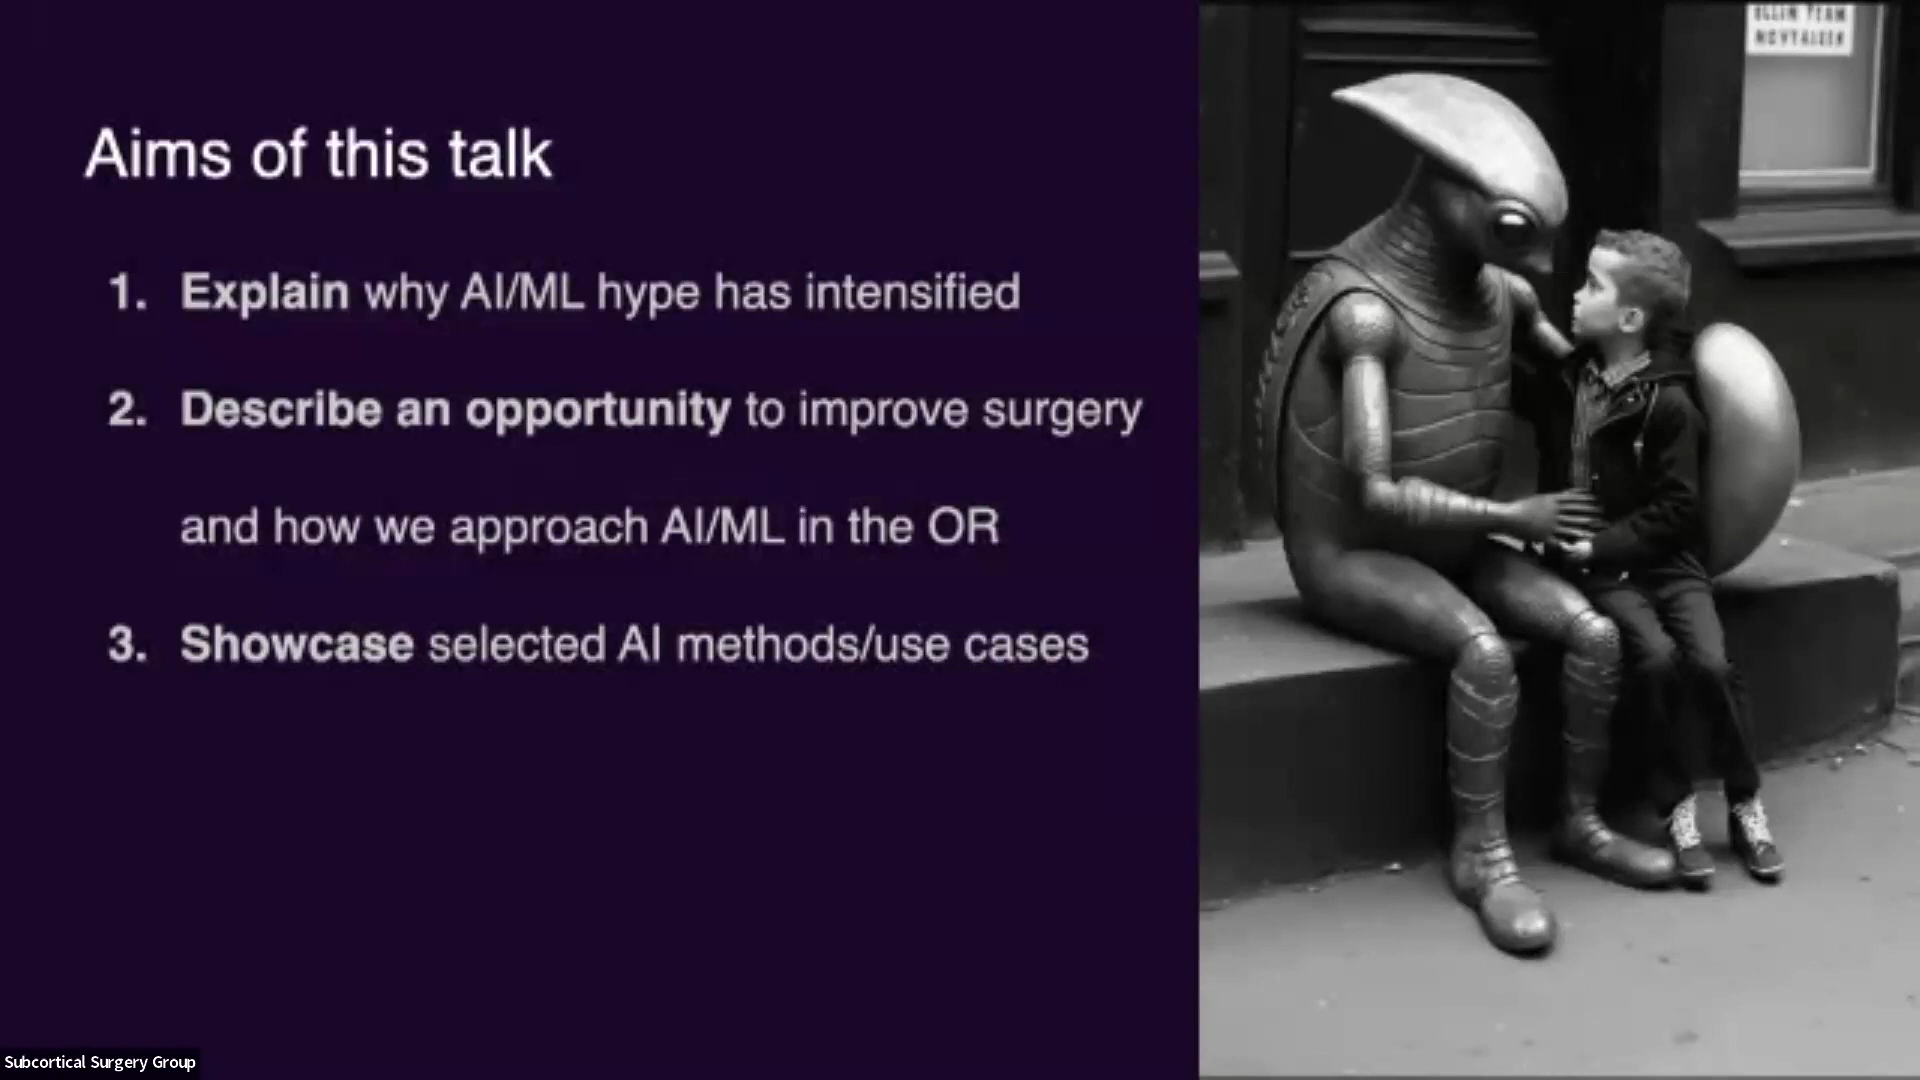 Aims of this talk
1. Explain why AI/ML hype has intensified
2. Describe an opportunity to improve surgery
and how we approach AI/ML in the OR
3. Showcase selected AI methods/use cases
Subcortical Surgery Group